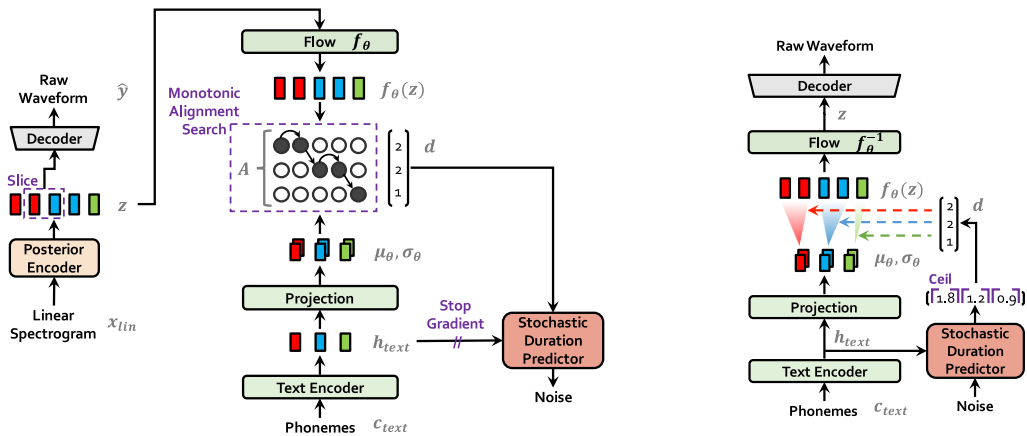 Flow f_θ
Raw
Waveform
ŷ
Monotonic
Alignment
Search
f_θ(z)
Decoder
Slice
z
A
2
2
1
d
Posterior
Encoder
μ_θ, σ_θ
Linear
Spectrogram
x_lin
Projection
Stop
Gradient
//
h_text
Stochastic
Duration
Predictor
Text Encoder
Noise
Phonemes
c_text
Raw Waveform
Decoder
z
Flow f_θ^{-1}
f_θ(z)
2
2
1
d
μ_θ, σ_θ
Ceil
(⌈1.8⌉⌈1.2⌉⌈0.9⌉)
Projection
h_text
Stochastic
Duration
Predictor
Text Encoder
Phonemes
c_text
Noise